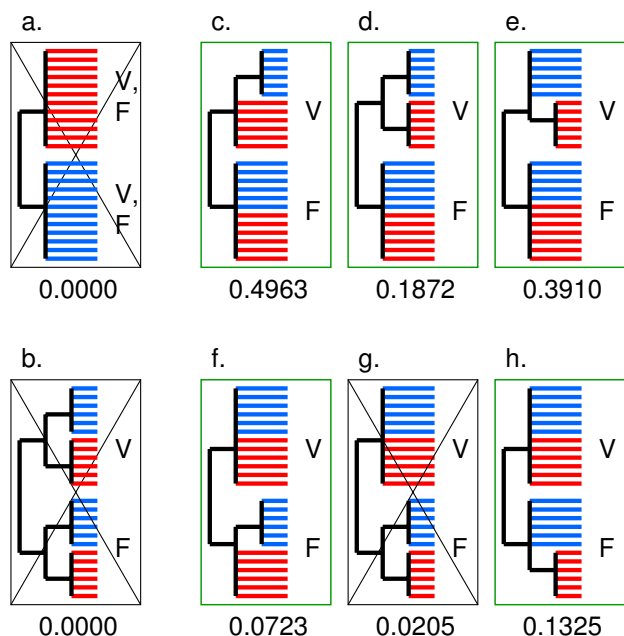 a. c. d. e.
V,
F
V,
F
V V V
F F F
0.0000 0.4963 0.1872 0.3910
b. f. g. h.
V V V V
F F F F
0.0000 0.0723 0.0205 0.1325